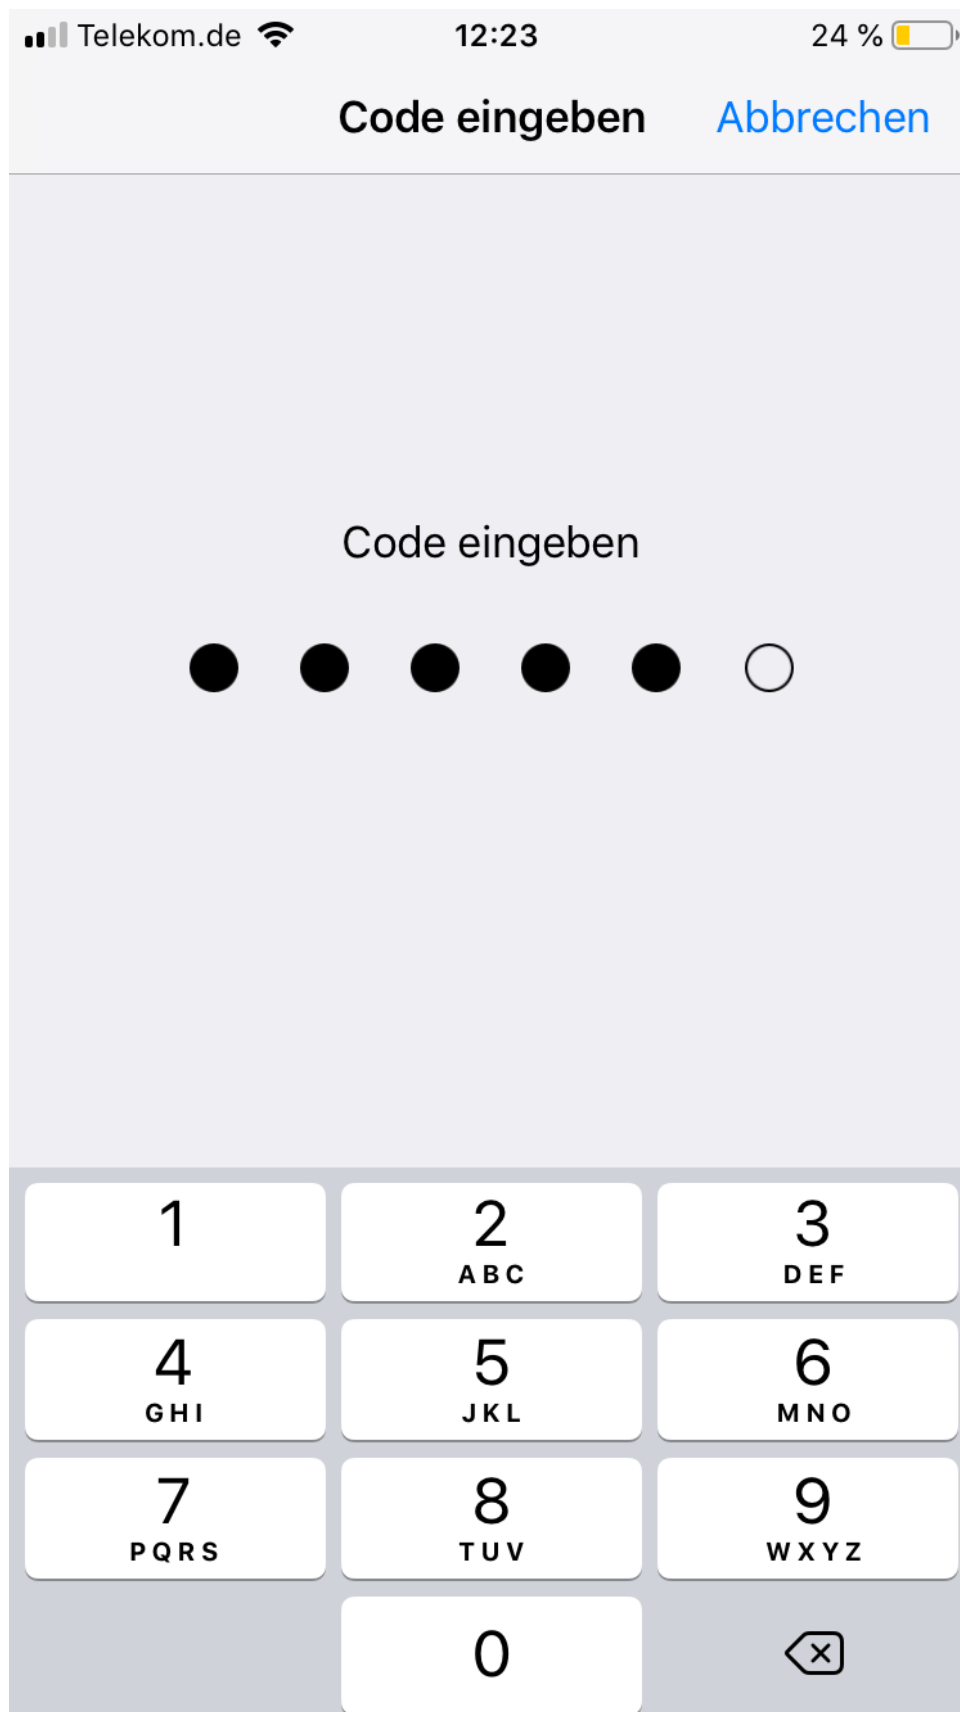 Telekom.de 12:23 24 %
Code eingeben Abbrechen
Code eingeben
1 2 3
ABC DEF
4 5 6
GHI JKL MNO
7 8 9
PQRS TUV WXYZ
0